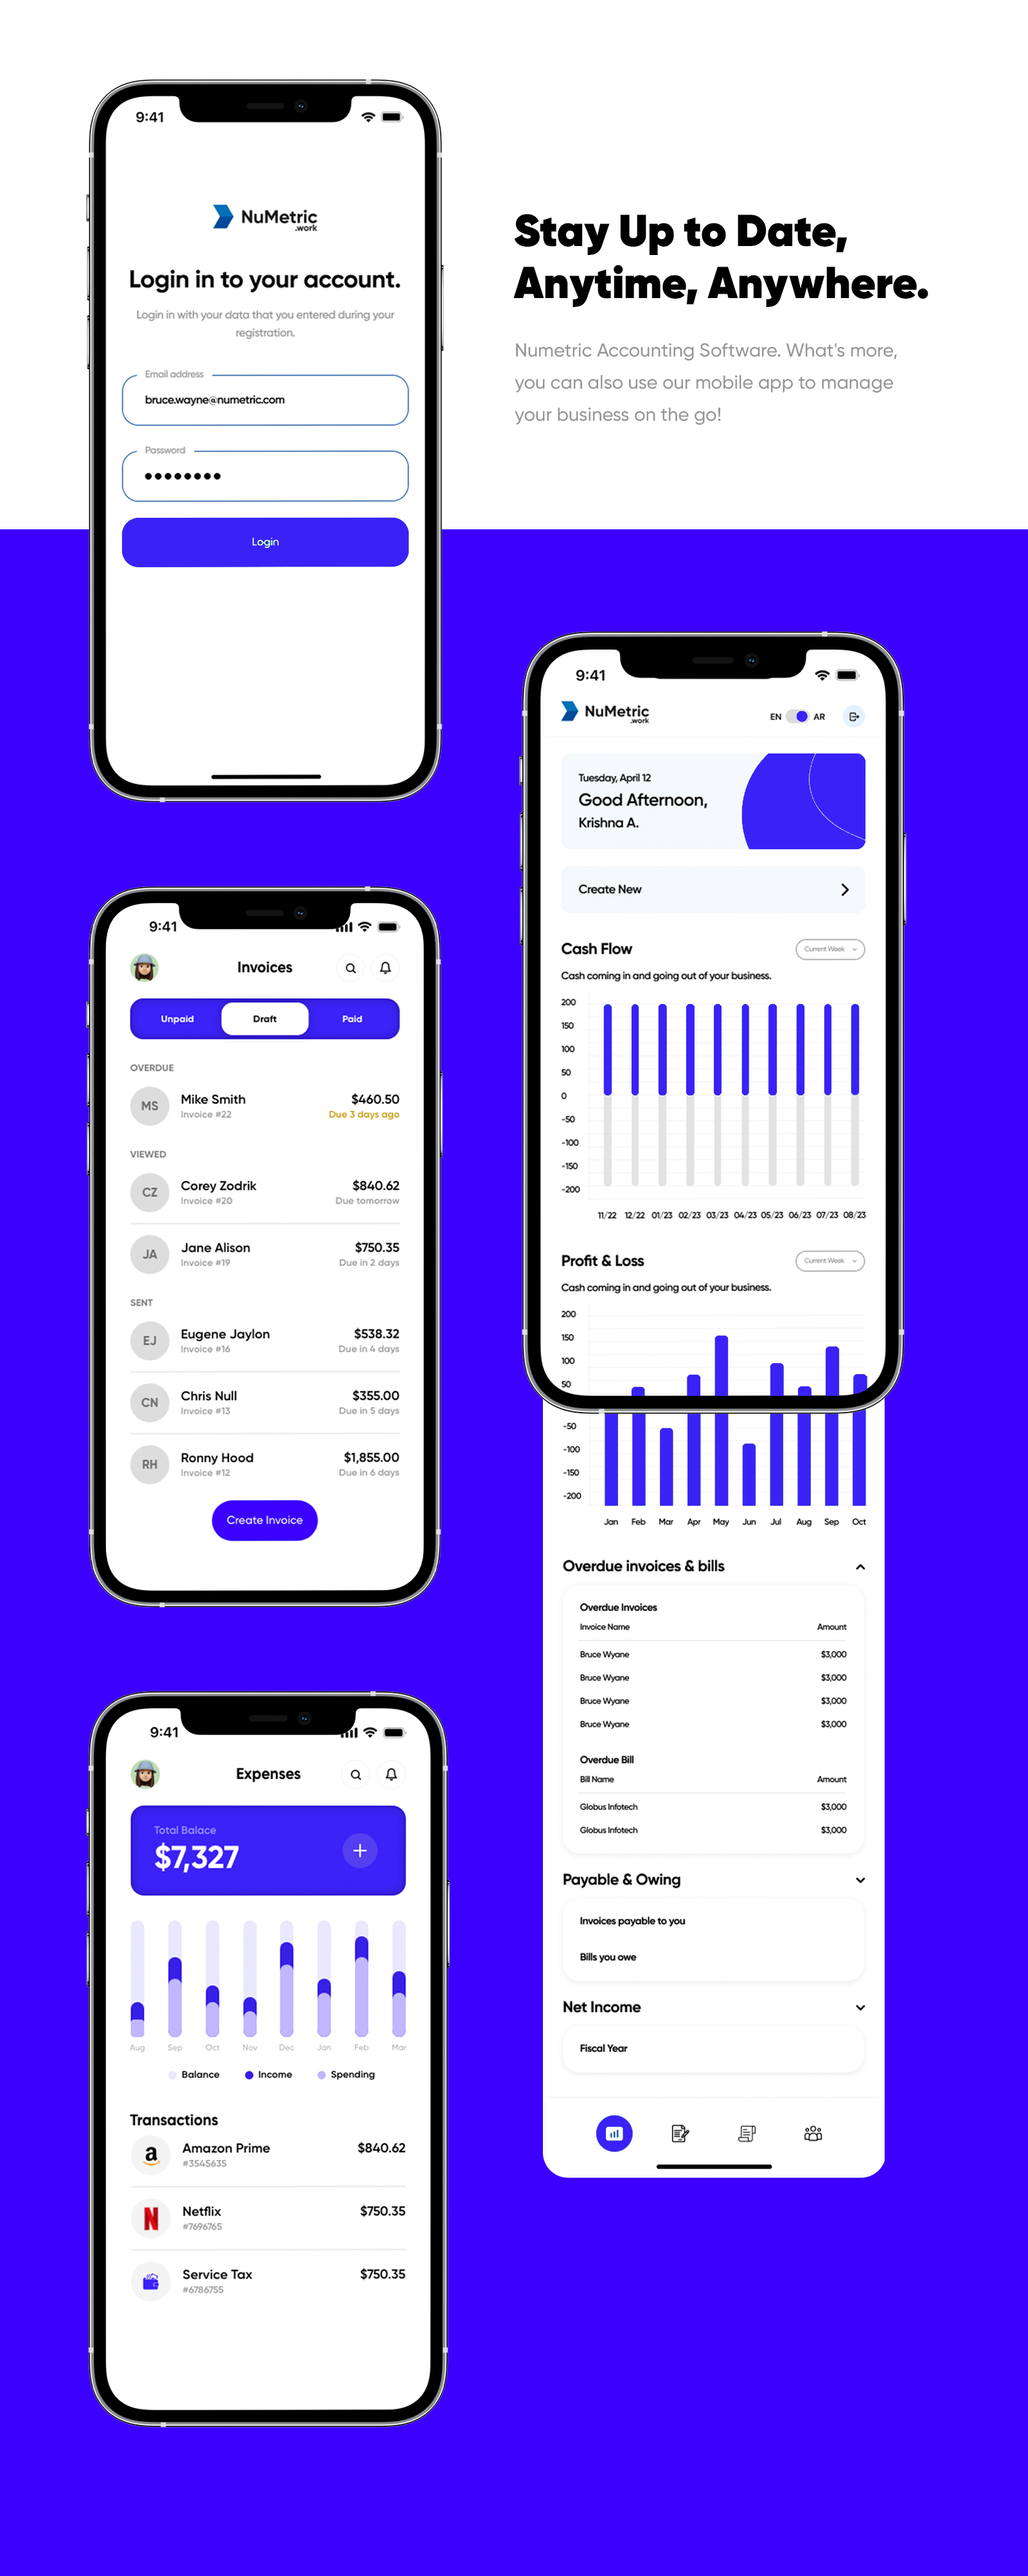 9:41
NuMetric
.work
Login in to your account.
Login in with your data that you entered during your
registration.
Email address
bruce.wayne@numetric.com
Password
Login
Stay Up to Date,
Anytime, Anywhere.
Numetric Accounting Software. What's more,
you can also use our mobile app to manage
your business on the go!
9:41
NuMetric
.work
EN AR
Tuesday, April 12
Good Afternoon,
Krishna A.
Create New
Cash Flow
Current Week
Cash coming in and going out of your business.
200
150
100
50
0
-50
-100
-150
-200
11/22 12/22 01/23 02/23 03/23 04/23 05/23 06/23 07/23 08/23
Profit & Loss
Current Week
Cash coming in and going out of your business.
200
150
100
50
-50
-100
-150
-200
Jan Feb Mar Apr May Jun Jul Aug Sep Oct
Overdue invoices & bills
Overdue Invoices
Invoice Name Amount
Bruce Wyane $3,000
Bruce Wyane $3,000
Bruce Wyane $3,000
Bruce Wyane $3,000
Overdue Bill
Bill Name Amount
Globus Infotech $3,000
Globus Infotech $3,000
Payable & Owing
Invoices payable to you
Bills you owe
Net Income
Fiscal Year
9:41
Invoices
Unpaid Draft Paid
OVERDUE
MS
Mike Smith $460.50
Invoice #22 Due 3 days ago
VIEWED
CZ
Corey Zodrik $840.62
Invoice #20 Due tomorrow
JA
Jane Alison $750.35
Invoice #19 Due in 2 days
SENT
EJ
Eugene Jaylon $538.32
Invoice #16 Due in 4 days
CN
Chris Null $355.00
Invoice #13 Due in 5 days
RH
Ronny Hood $1,855.00
Invoice #12 Due in 6 days
Create Invoice
9:41
Expenses
Total Balace
$7,327
Aug Sep Oct Nov Dec Jan Feb Mar
Balance Income Spending
Transactions
a
Amazon Prime $840.62
#3545635
N
Netflix $750.35
#7696765
Service Tax $750.35
#6786755